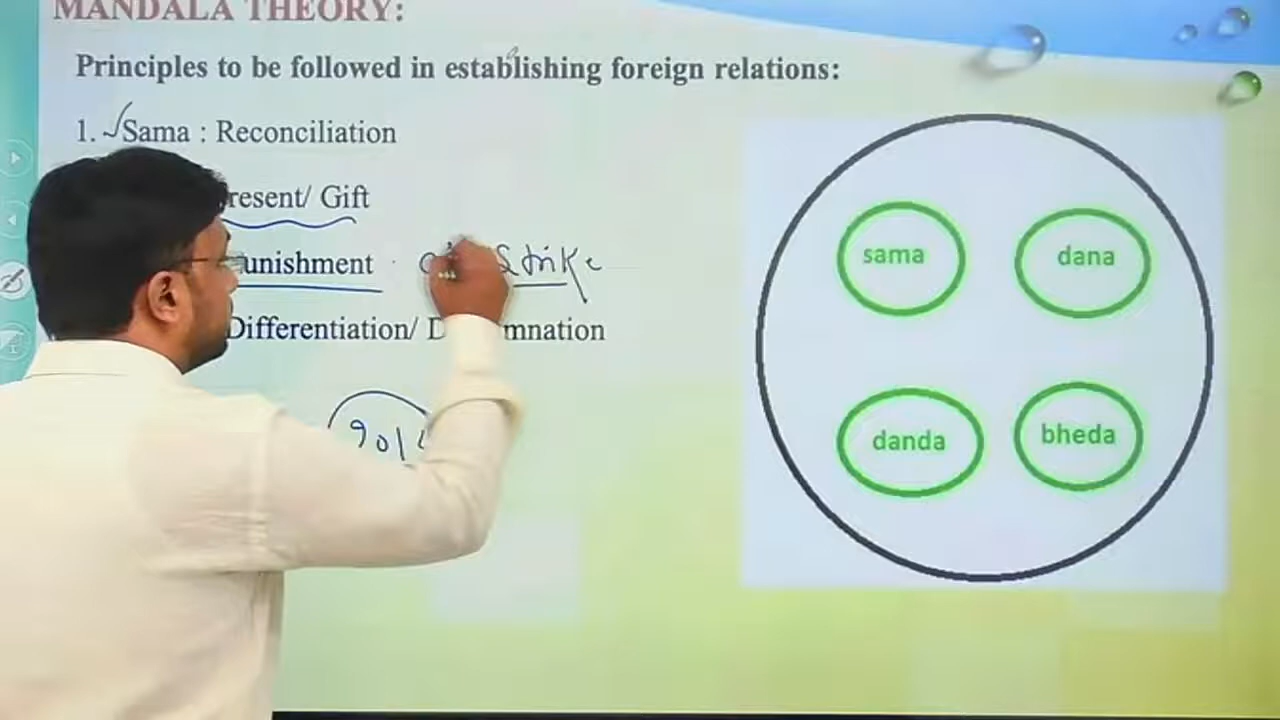 MANDALA THEORY:
Principles to be followed in establishing foreign relations:
1. Sama : Reconciliation
resent/ Gift
unishment Strike
Differentiation/ D mnation
sama dana
danda bheda